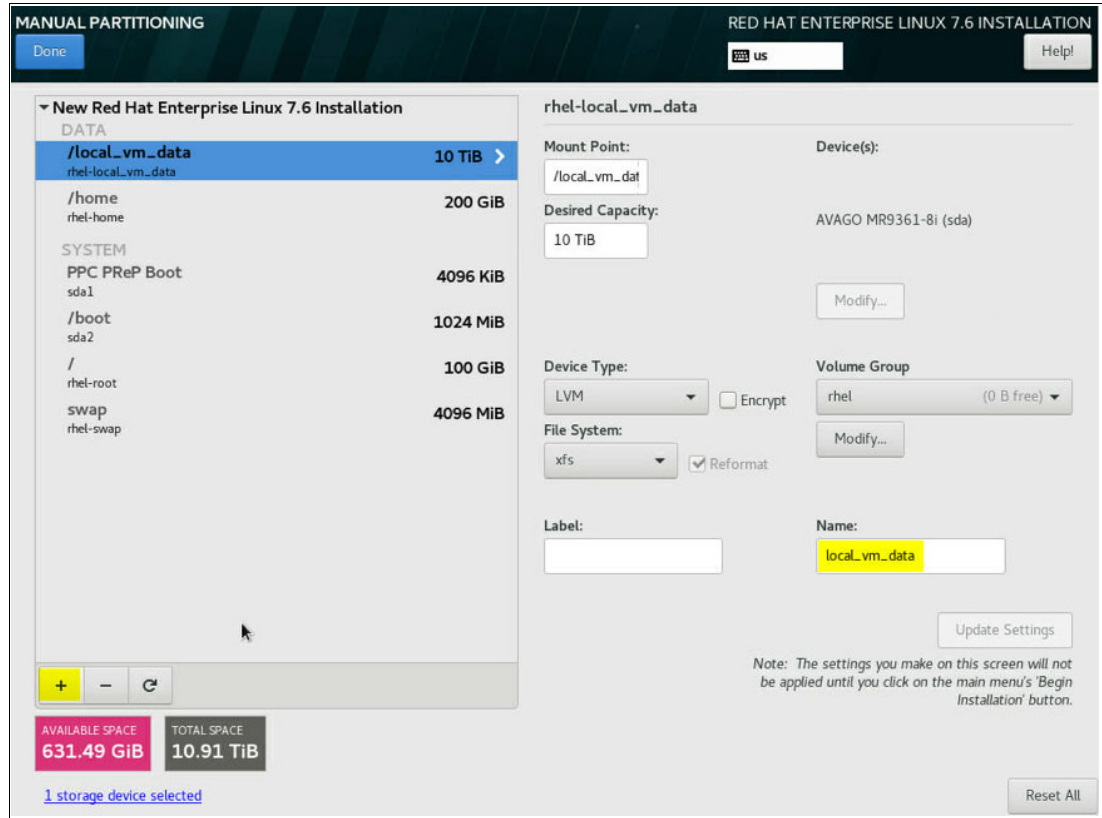 MANUAL PARTITIONING
RED HAT ENTERPRISE LINUX 7.6 INSTALLATION
Done
us
Help!
New Red Hat Enterprise Linux 7.6 Installation
DATA
/local_vm_data
10 TiB
rhel-local_vm_data
/home
200 GiB
rhel-home
SYSTEM
PPC PReP Boot
4096 KiB
sda1
/boot
1024 MiB
sda2
/
100 GiB
rhel-root
swap
4096 MiB
rhel-swap
+ −
AVAILABLE SPACE
631.49 GiB
TOTAL SPACE
10.91 TiB
1 storage device selected
rhel-local_vm_data
Mount Point:
/local_vm_dat
Device(s):
Desired Capacity:
10 TiB
AVAGO MR9361-8i (sda)
Modify...
Device Type:
LVM
Encrypt
Volume Group
rhel (0 B free)
File System:
xfs
Reformat
Modify...
Label:
Name:
local_vm_data
Update Settings
Note: The settings you make on this screen will not
be applied until you click on the main menu's 'Begin
Installation' button.
Reset All